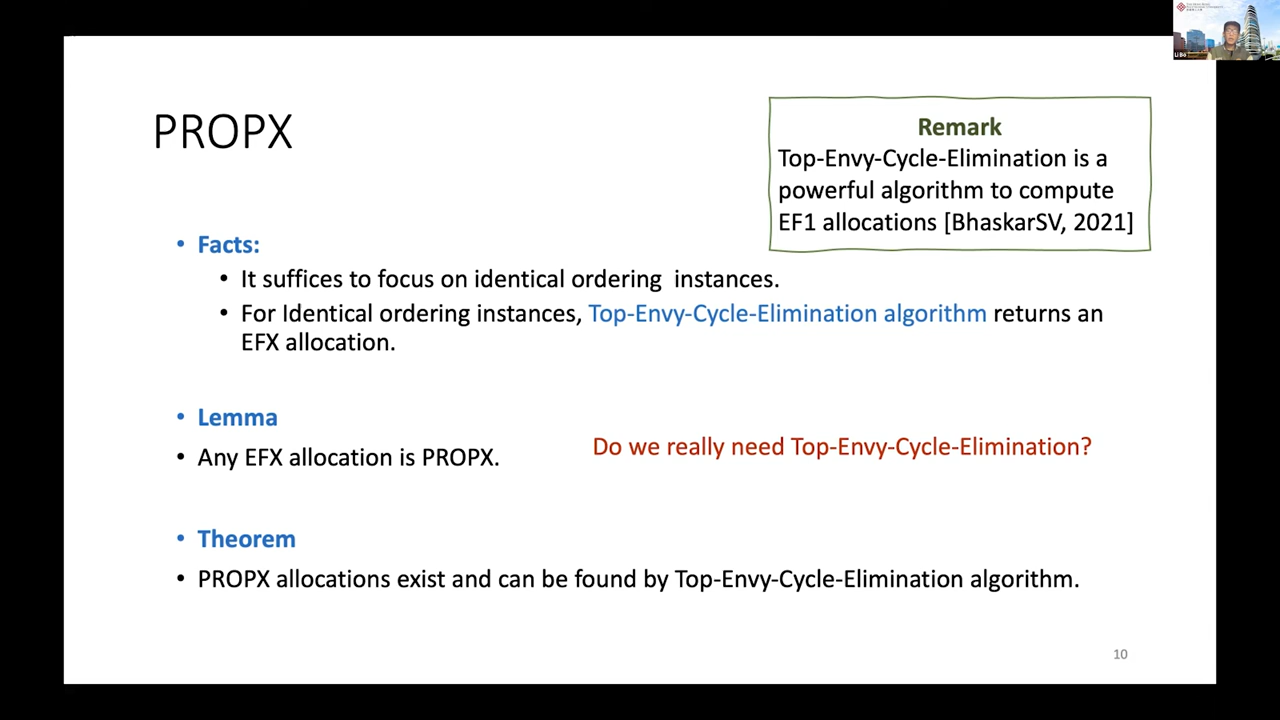 PROPX
Remark
Top-Envy-Cycle-Elimination is a
powerful algorithm to compute
EF1 allocations [BhaskarSV, 2021]
• Facts:
• It suffices to focus on identical ordering instances.
• For Identical ordering instances, Top-Envy-Cycle-Elimination algorithm returns an
EFX allocation.
• Lemma
• Any EFX allocation is PROPX.
Do we really need Top-Envy-Cycle-Elimination?
• Theorem
• PROPX allocations exist and can be found by Top-Envy-Cycle-Elimination algorithm.
10